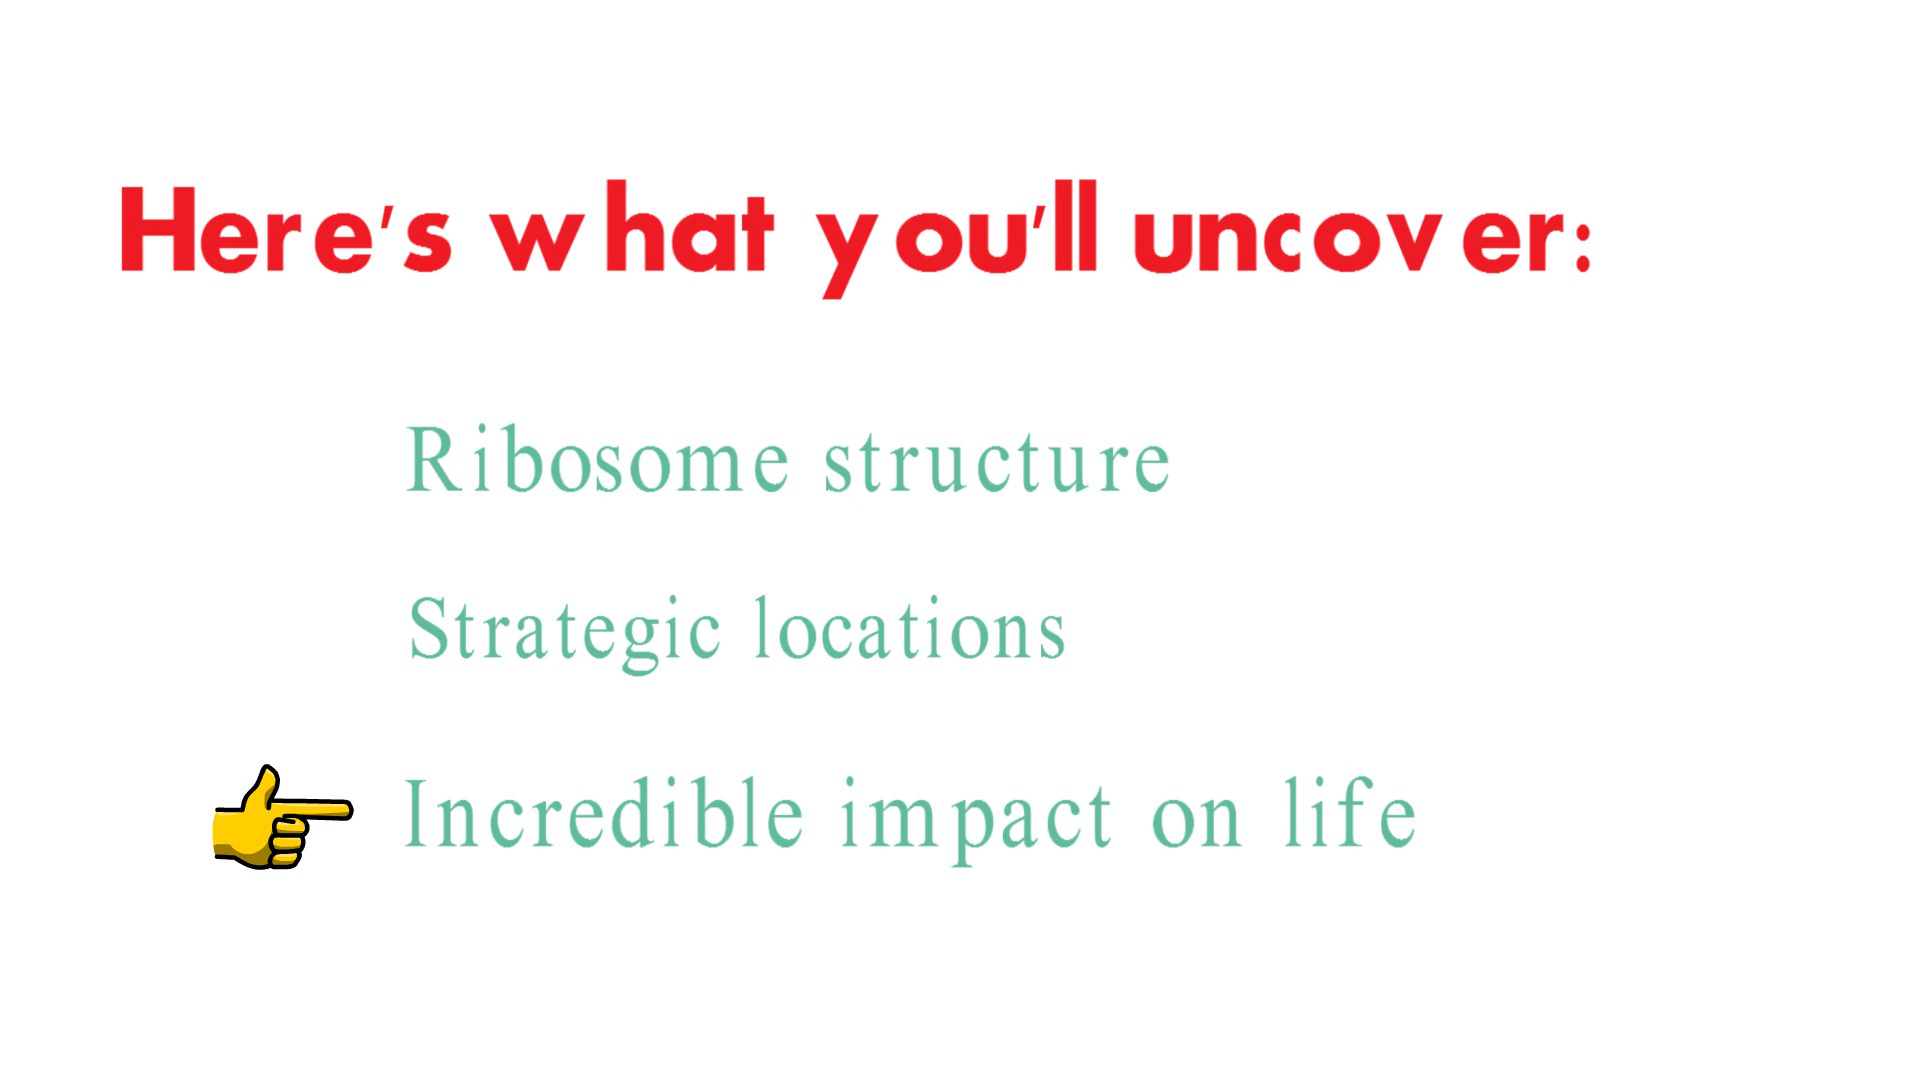 Here's what you'll uncover:
Ribosome structure
Strategic locations
Incredible impact on life